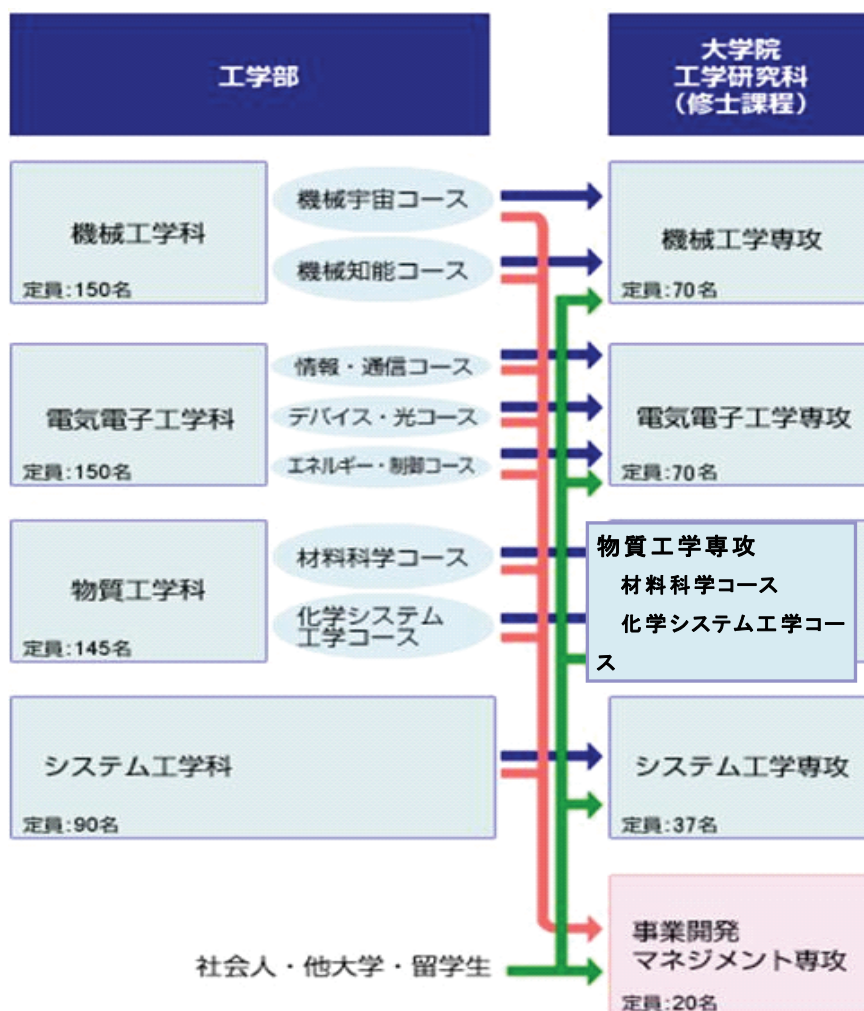 工学部
大学院
工学研究科
（修士課程）
機械工学科
定員:150名
機械宇宙コース
機械知能コース
機械工学専攻
定員:70名
電気電子工学科
定員:150名
情報・通信コース
デバイス・光コース
エネルギー・制御コース
電気電子工学専攻
定員:70名
物質工学科
定員:145名
材料科学コース
化学システム
工学コース
物質工学専攻
材料科学コース
化学システム工学コー
ス
システム工学科
定員:90名
システム工学専攻
定員:37名
社会人・他大学・留学生
事業開発
マネジメント専攻
定員:20名